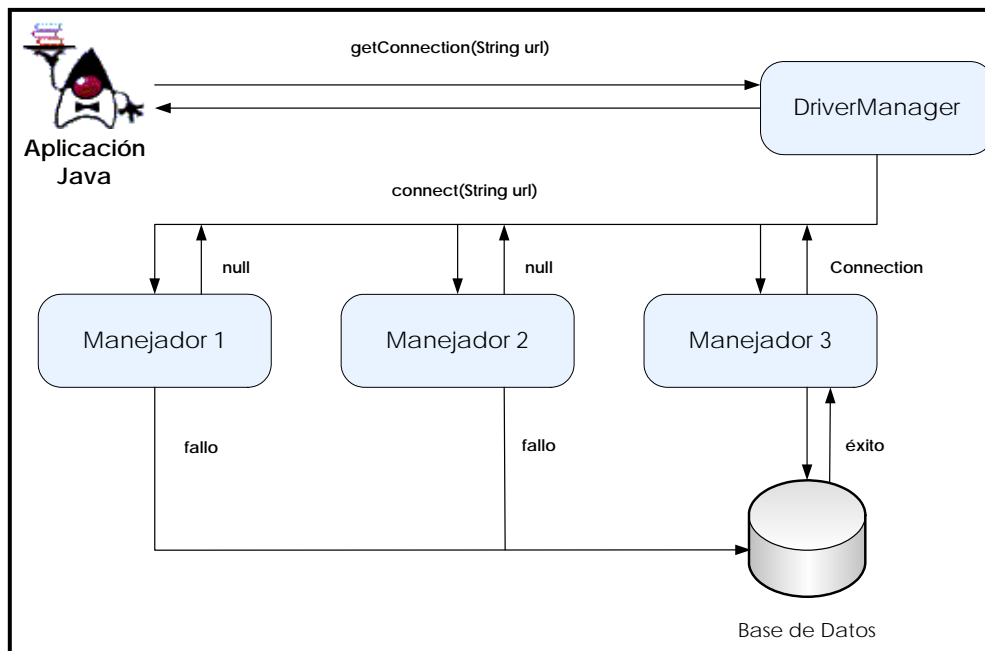 getConnection(String url)
DriverManager
Aplicación
Java
connect(String url)
null
null
Connection
Manejador 1
Manejador 2
Manejador 3
fallo
fallo
éxito
Base de Datos